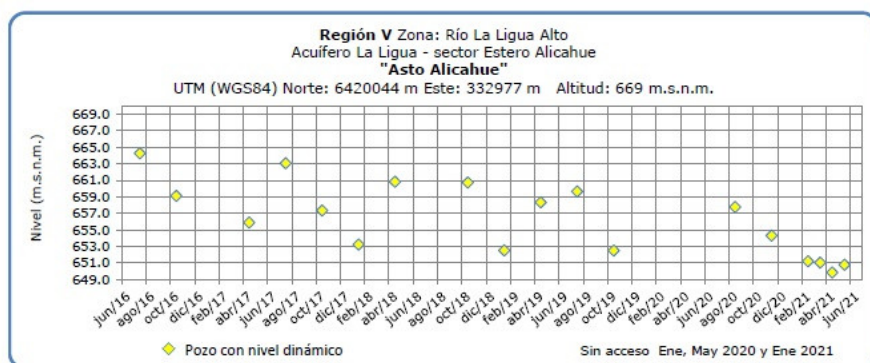 Región V Zona: Río La Ligua Alto
Acuífero La Ligua - sector Estero Alicahue
"Asto Alicahue"
UTM (WGS84) Norte: 6420044 m Este: 332977 m Altitud: 669 m.s.n.m.
Nivel (m.s.n.m.)
669.0
667.0
665.0
663.0
661.0
659.0
657.0
655.0
653.0
651.0
649.0
jun/16
ago/16
oct/16
dic/16
feb/17
abr/17
jun/17
ago/17
oct/17
dic/17
feb/18
abr/18
jun/18
ago/18
oct/18
dic/18
feb/19
abr/19
jun/19
ago/19
oct/19
dic/19
feb/20
abr/20
jun/20
ago/20
oct/20
dic/20
feb/21
abr/21
jun/21
Pozo con nivel dinámico
Sin acceso Ene, May 2020 y Ene 2021